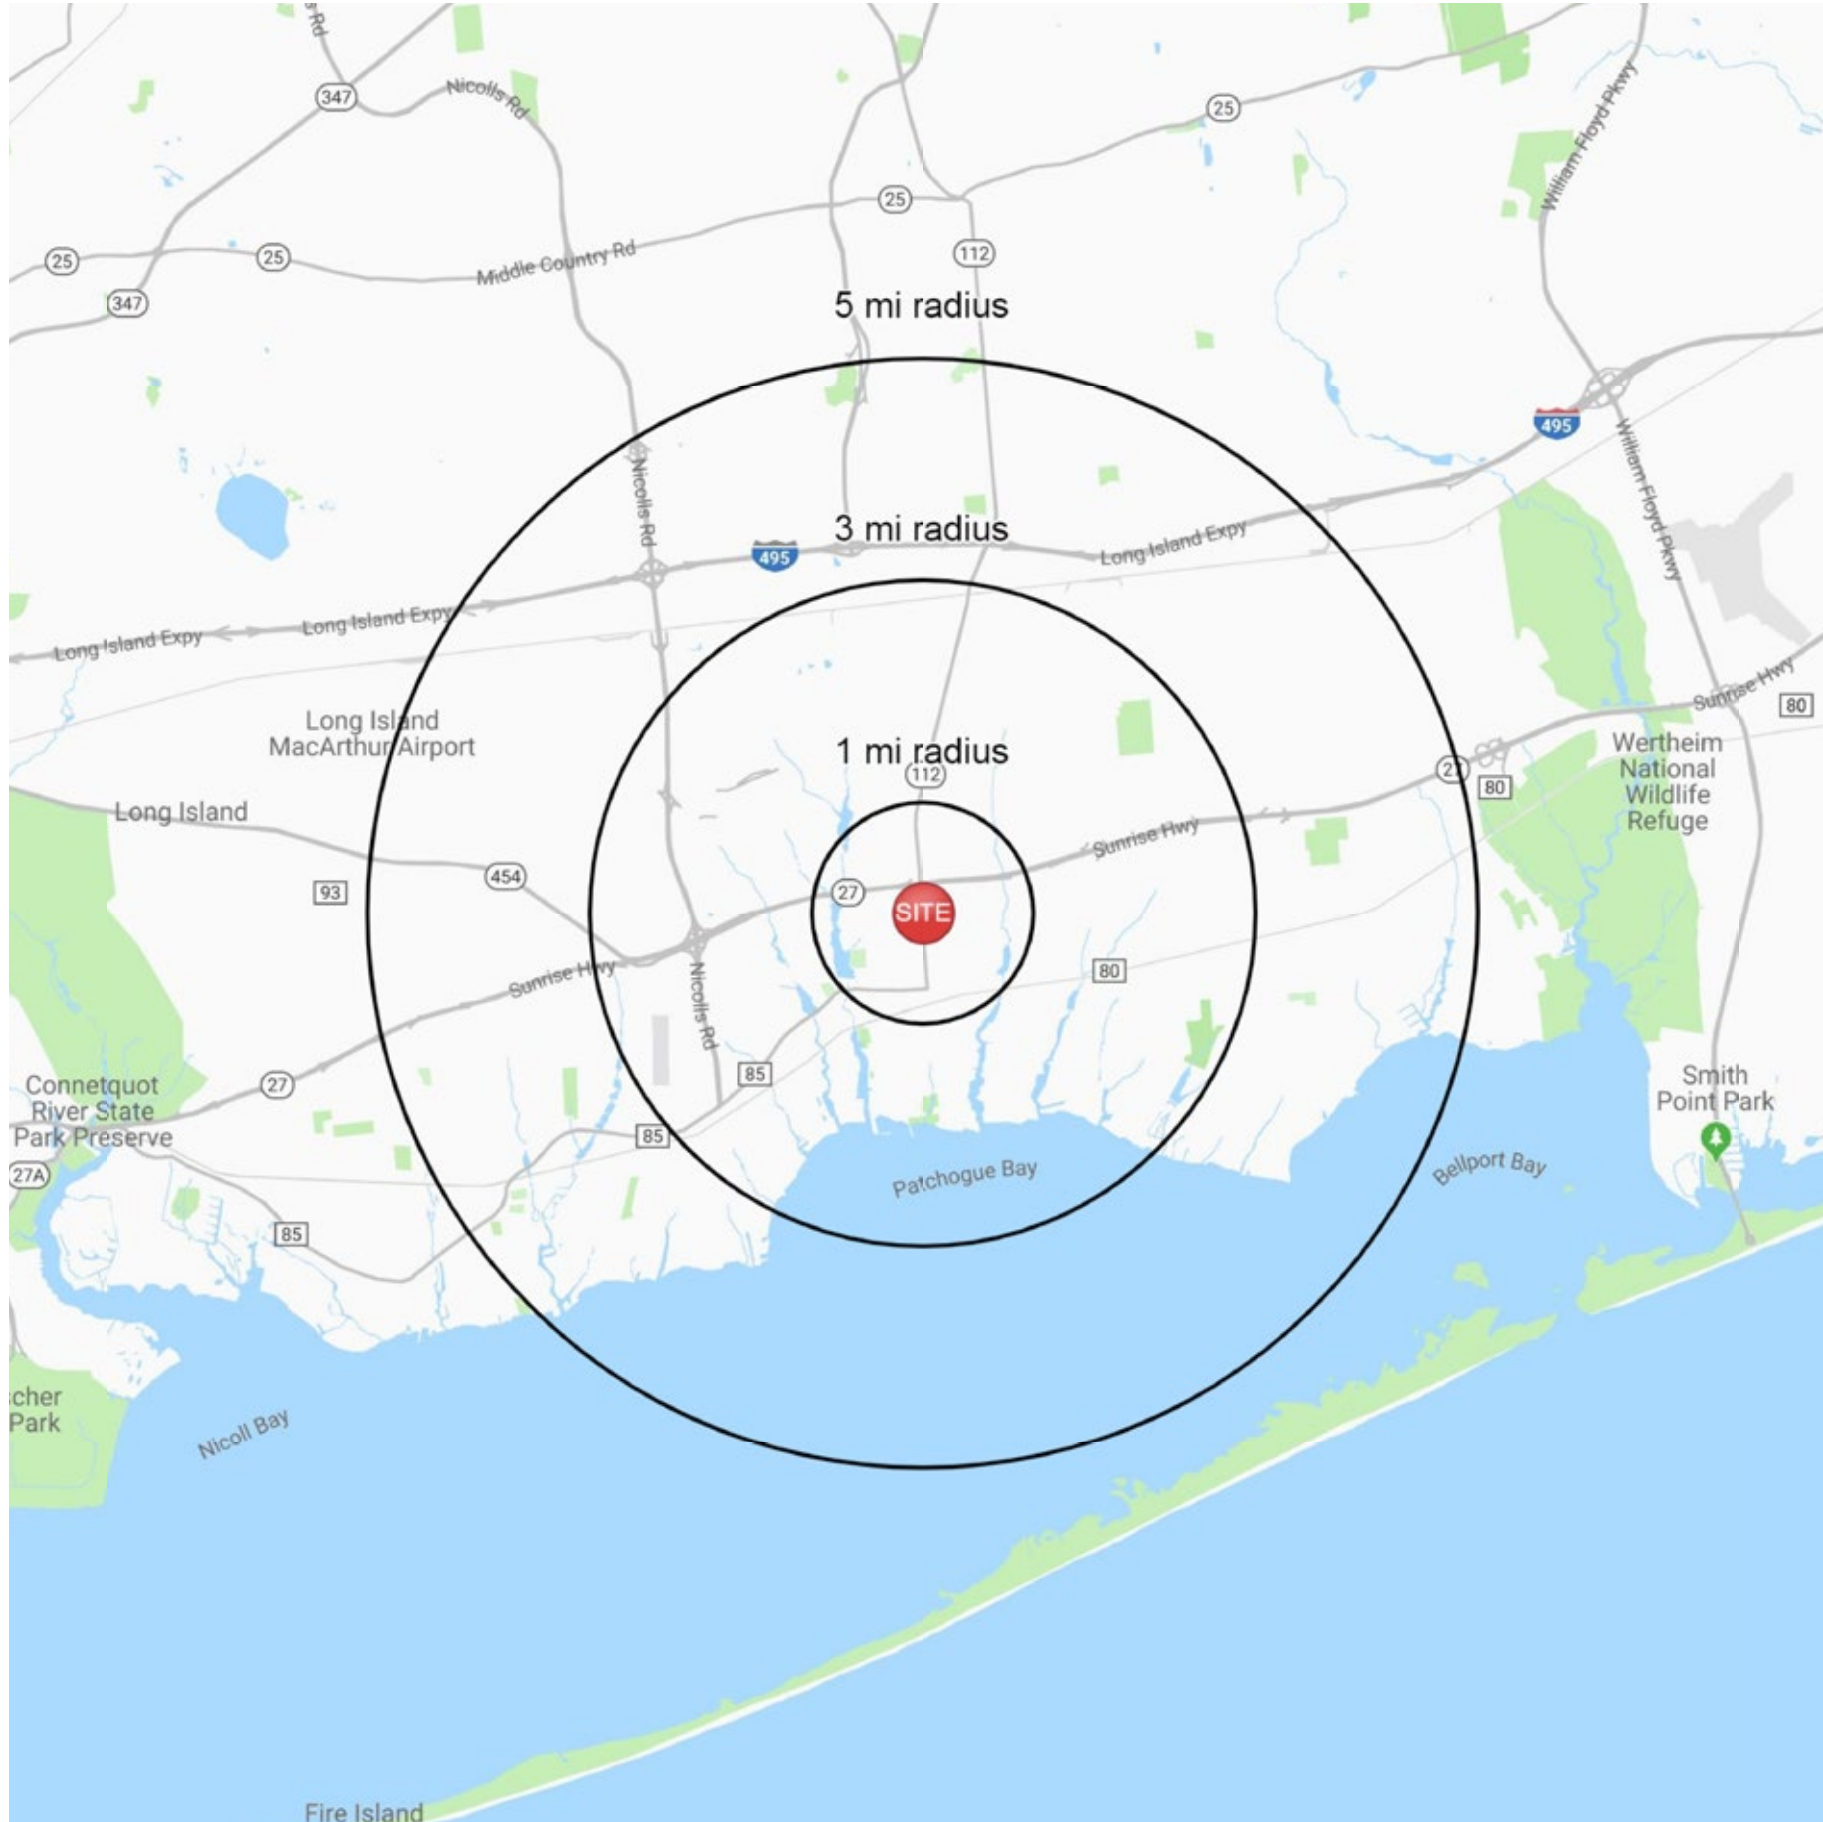 s Rd
347
Nicolls Rd
25
William Floyd Pkwy
25
25
25
Middle Country Rd
112
347
5 mi radius
495
William Floyd Pkwy
Nicolls Rd
3 mi radius
495
Long Island Expy
Long Island Expy
Long Island Expy
Sunrise Hwy
80
Long Island
MacArthur Airport
1 mi radius
112
27
80
Wertheim
National
Wildlife
Refuge
Long Island
Sunrise Hwy
454
93
27
SITE
80
Sunrise Hwy
Nicolls Rd
85
27
Connetquot
River State
Park Preserve
Smith
Point Park
85
27A
Patchogue Bay
Bellport Bay
85
cher
Park
Nicoll Bay
Fire Island